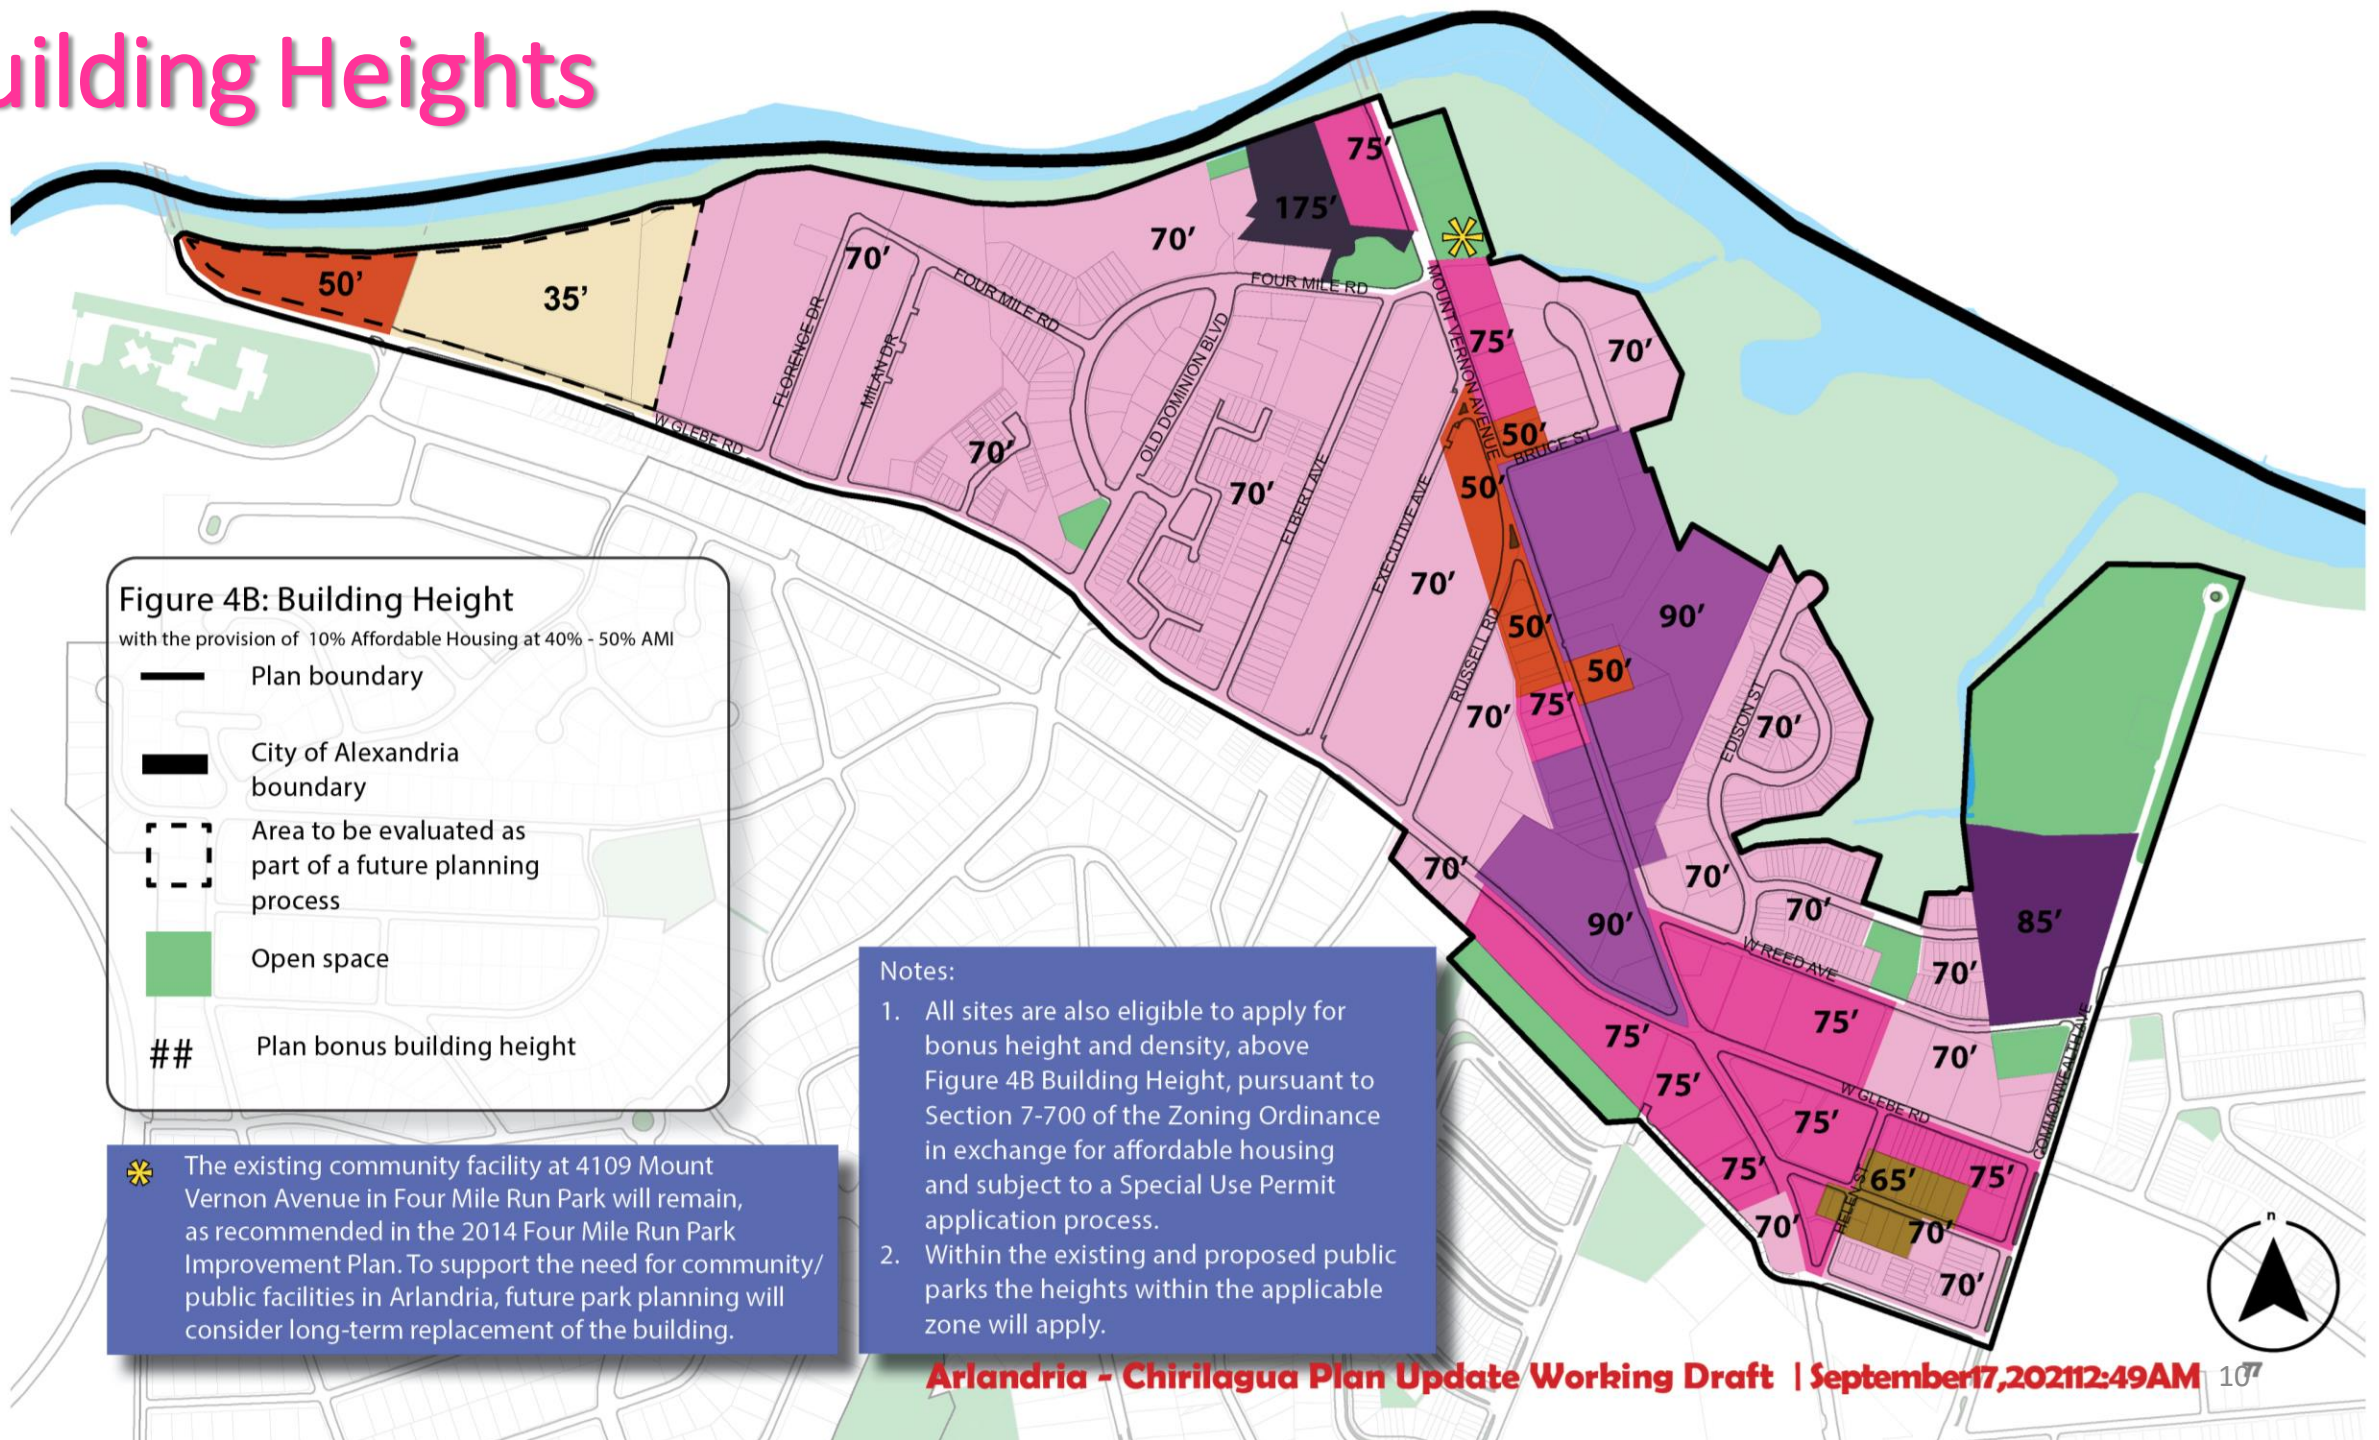 uilding Heights
75'
175'
70'
70'
50'
35'
FOUR MILE RD
FOUR MILE RD
MOUNT VERNON AVENUE
75'
70'
FLORENCE DR
MILAN DR
OLD DOMINION BLVD
W GLEBE RD
70'
50'
BRUCE ST
50'
70'
ELBERT AVE
EXECUTIVE AVE
70'
90'
50'
50'
RUSSELL RD
70'
75'
EDISON ST
70'
70'
70'
70'
90'
85'
W REED AVE
70'
75'
75'
70'
75'
75'
W GLEBE RD
COMMONWEALTH AVE
75'
65'
75'
HELEN ST
70'
70'
70'
n
Figure 4B: Building Height
with the provision of 10% Affordable Housing at 40% - 50% AMI
Plan boundary
City of Alexandria
boundary
Area to be evaluated as
part of a future planning
process
Open space
## Plan bonus building height
The existing community facility at 4109 Mount
Vernon Avenue in Four Mile Run Park will remain,
as recommended in the 2014 Four Mile Run Park
Improvement Plan. To support the need for community/
public facilities in Arlandria, future park planning will
consider long-term replacement of the building.
Notes:
1. All sites are also eligible to apply for
bonus height and density, above
Figure 4B Building Height, pursuant to
Section 7-700 of the Zoning Ordinance
in exchange for affordable housing
and subject to a Special Use Permit
application process.
2. Within the existing and proposed public
parks the heights within the applicable
zone will apply.
Arlandria - Chirilagua Plan Update Working Draft | September17,202112:49AM